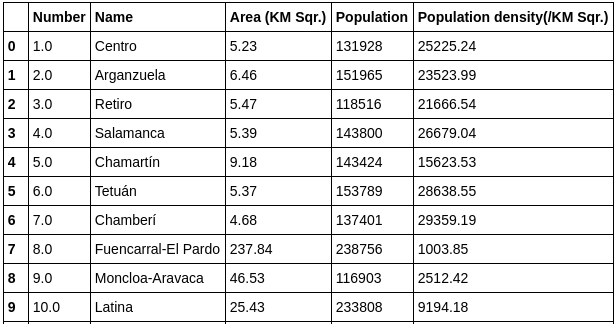 Number Name Area (KM Sqr.) Population Population density(/KM Sqr.)
0 1.0 Centro 5.23 131928 25225.24
1 2.0 Arganzuela 6.46 151965 23523.99
2 3.0 Retiro 5.47 118516 21666.54
3 4.0 Salamanca 5.39 143800 26679.04
4 5.0 Chamartín 9.18 143424 15623.53
5 6.0 Tetuán 5.37 153789 28638.55
6 7.0 Chamberí 4.68 137401 29359.19
7 8.0 Fuencarral-El Pardo 237.84 238756 1003.85
8 9.0 Moncloa-Aravaca 46.53 116903 2512.42
9 10.0 Latina 25.43 233808 9194.18